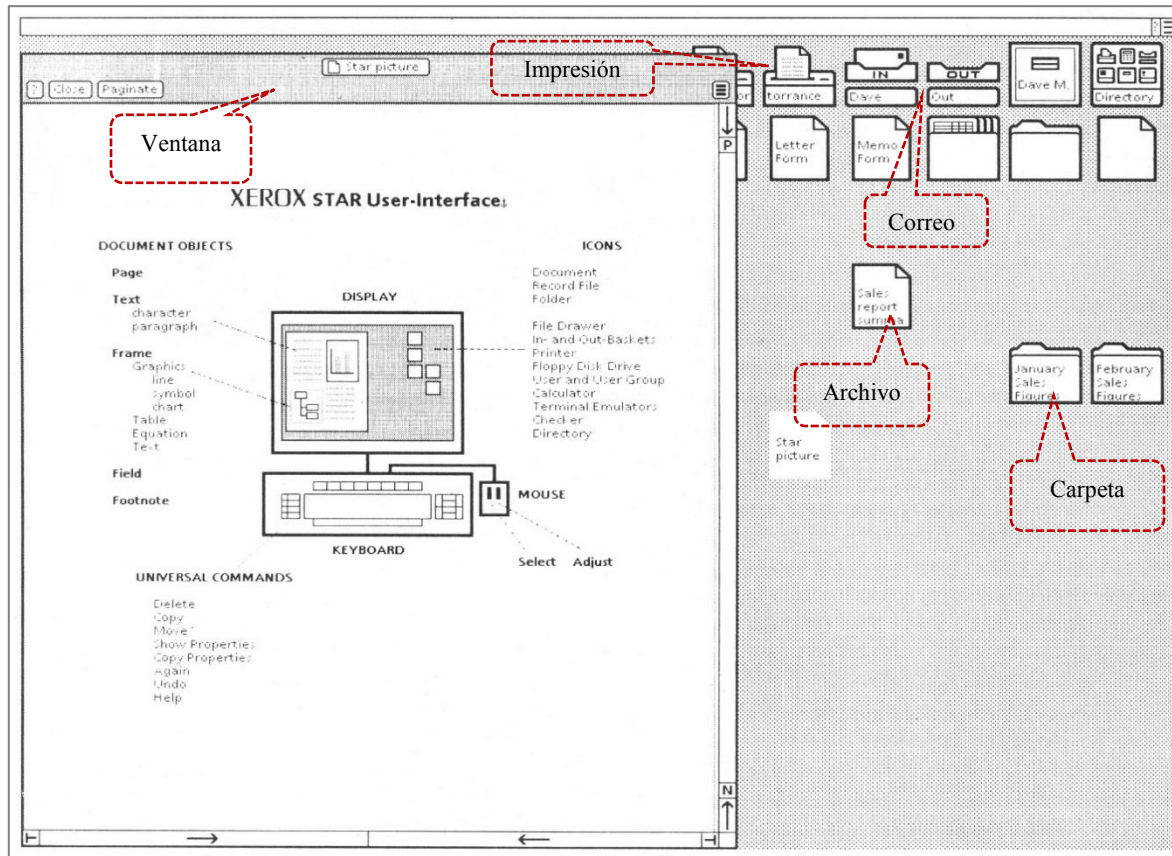 Star picture
? Close Paginate
Ventana
Impresión
torrance
IN
Dave
OUT
Out
Dave M.
Directory
Letter
Form
Memo
Form
Correo
P
XEROX STAR User-Interface
DOCUMENT OBJECTS
Page
Text
character
paragraph
Frame
Graphics
line
symbol
chart
Table
Equation
Text
Field
Footnote
DISPLAY
KEYBOARD
MOUSE
Select Adjust
ICONS
Document
Record File
Folder
File Drawer
In- and Out-Baskets
Printer
Floppy Disk Drive
User and User Group
Calculator
Terminal Emulators
Checker
Directory
UNIVERSAL COMMANDS
Delete
Copy
Move
Show Properties
Copy Properties
Again
Undo
Help
N
Sales
report
summa
Archivo
Star
picture
January
Sales
Figures
February
Sales
Figures
Carpeta